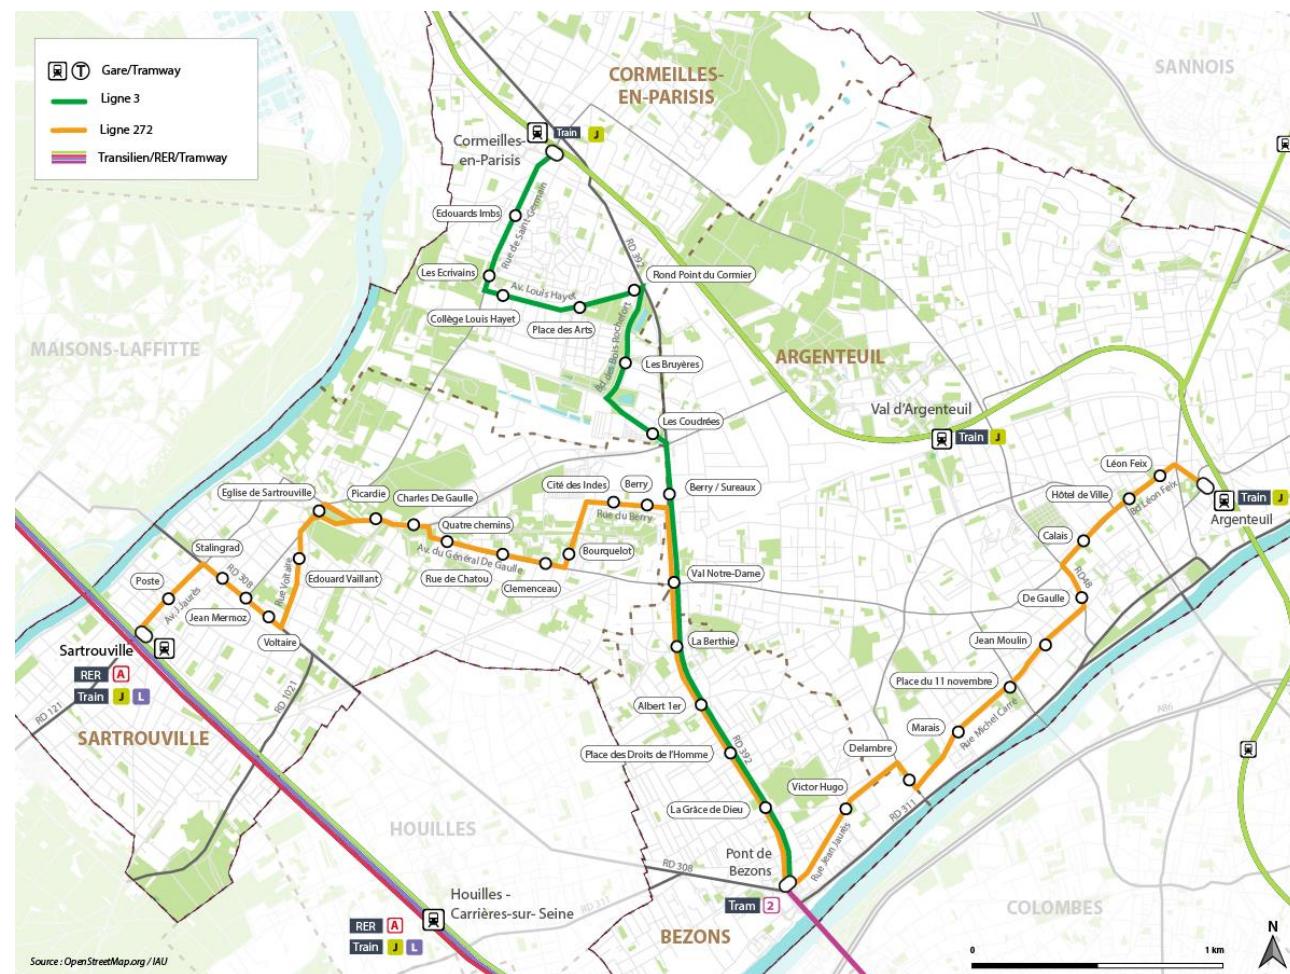 Gare/Tramway
Ligne 3
Ligne 272
Transilien/RER/Tramway
CORMEILLES-
EN-PARISIS
SANNOIS
Train J
Cormeilles-
en-Parisis
Edouards Imbs
Rue de Saint-Germain
RD 392
Les Ecrivains
Rond Point du Cormier
Av. Louis Hayet
Collège Louis Hayet
Place des Arts
MAISONS-LAFFITTE
Bd des Bois Rochefort
Les Bruyères
ARGENTEUIL
Val d'Argenteuil
Train J
Les Coudrées
Léon Feix
Cité des Indes
Berry
Berry / Sureaux
Hôtel de Ville
Bd Léon Feix
Train J
Argenteuil
Eglise de Sartrouville
Picardie
Charles De Gaulle
Rue du Berry
Quatre chemins
Calais
Stalingrad
Av. du Général De Gaulle
Bourquelot
RD48
Poste
RD 308
Rue Voltaire
Edouard Vaillant
Rue de Chatou
Clemenceau
Val Notre-Dame
De Gaulle
Av. J.Jaurès
Jean Mermoz
Voltaire
La Berthie
Jean Moulin
Sartrouville
RER A
Train J L
Place du 11 novembre
RD 121
RD 1021
Albert 1er
A86
SARTROUVILLE
Marais
Rue Michel Carré
Place des Droits de l'Homme
RD 392
Delambre
Victor Hugo
La Grâce de Dieu
RD 311
HOUILLES
Rue Jean Jaurès
Pont de
Bezons
RD 308
Houilles -
Carrières-sur- Seine
RD 311
Tram 2
COLOMBES
RER A
Train J L
BEZONS
N
0 1 km
Source : OpenStreetMap.org / IAU